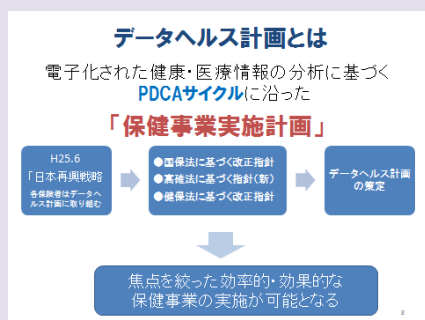 データヘルス計画とは
電子化された健康・医療情報の分析に基づく
PDCAサイクルに沿った
「保健事業実施計画」
H25.6
「日本再興戦略
各保険者はデータヘ
ルス計画に取り組む
●国保法に基づく改正指針
●高確法に基づく指針(新)
●健保法に基づく改正指針
データヘルス計画
の策定
焦点を絞った効率的・効果的な
保健事業の実施が可能となる
8